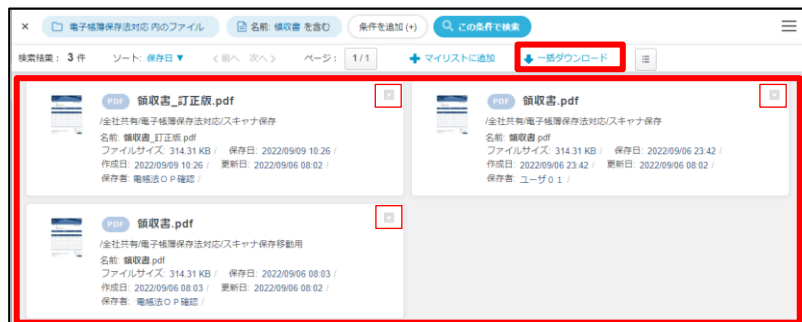 × 電子帳簿保存法対応 内のファイル 名前: 領収書 を含む 条件を追加 (+) この条件で検索
検索結果： 3 件 ソート: 保存日▼ < 前へ 次へ > ページ： 1 / 1 マイリストに追加 一括ダウンロード
PDF 領収書_訂正版.pdf
/全社共有/電子帳簿保存法対応/スキャナ保存
名前: 領収書_訂正版.pdf
ファイルサイズ: 314.31 KB / 保存日: 2022/09/09 10:26 /
作成日: 2022/09/09 10:26 / 更新日: 2022/09/06 08:02 /
保存者: 電帳法ＯＰ確認 /
PDF 領収書.pdf
/全社共有/電子帳簿保存法対応/スキャナ保存
名前: 領収書.pdf
ファイルサイズ: 314.31 KB / 保存日: 2022/09/06 23:42 /
作成日: 2022/09/06 23:42 / 更新日: 2022/09/06 08:02 /
保存者: ユーザ０１ /
PDF 領収書.pdf
/全社共有/電子帳簿保存法対応/スキャナ保存移動用
名前: 領収書.pdf
ファイルサイズ: 314.31 KB / 保存日: 2022/09/06 08:03 /
作成日: 2022/09/06 08:03 / 更新日: 2022/09/06 08:02 /
保存者: 電帳法ＯＰ確認 /